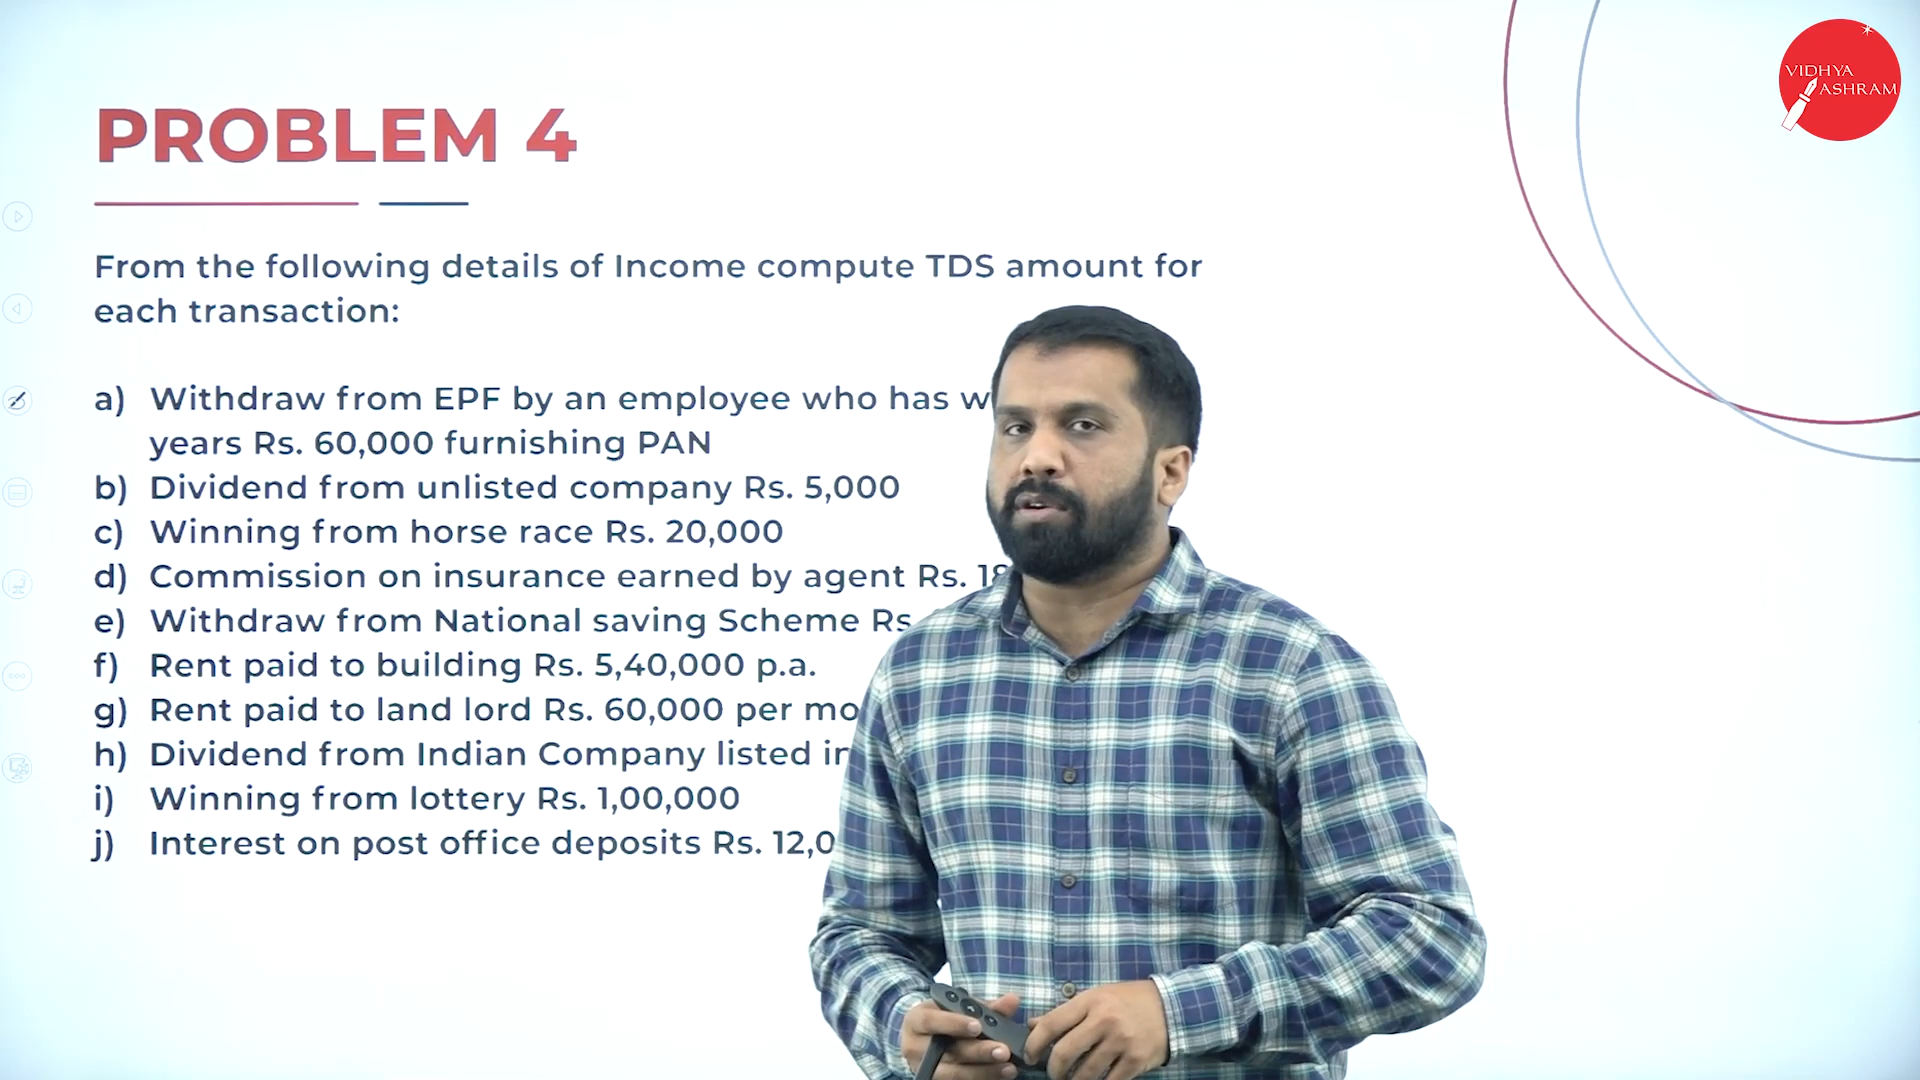 VIDHYA
ASHRAM
PROBLEM 4
From the following details of Income compute TDS amount for
each transaction:
a) Withdraw from EPF by an employee who has
years Rs. 60,000 furnishing PAN
b) Dividend from unlisted company Rs. 5,000
c) Winning from horse race Rs. 20,000
d) Commission on insurance earned by agent Rs.
e) Withdraw from National saving Scheme Rs
f) Rent paid to building Rs. 5,40,000 p.a.
g) Rent paid to land lord Rs. 60,000 per
h) Dividend from Indian Company listed
i) Winning from lottery Rs. 1,00,000
j) Interest on post office deposits Rs.